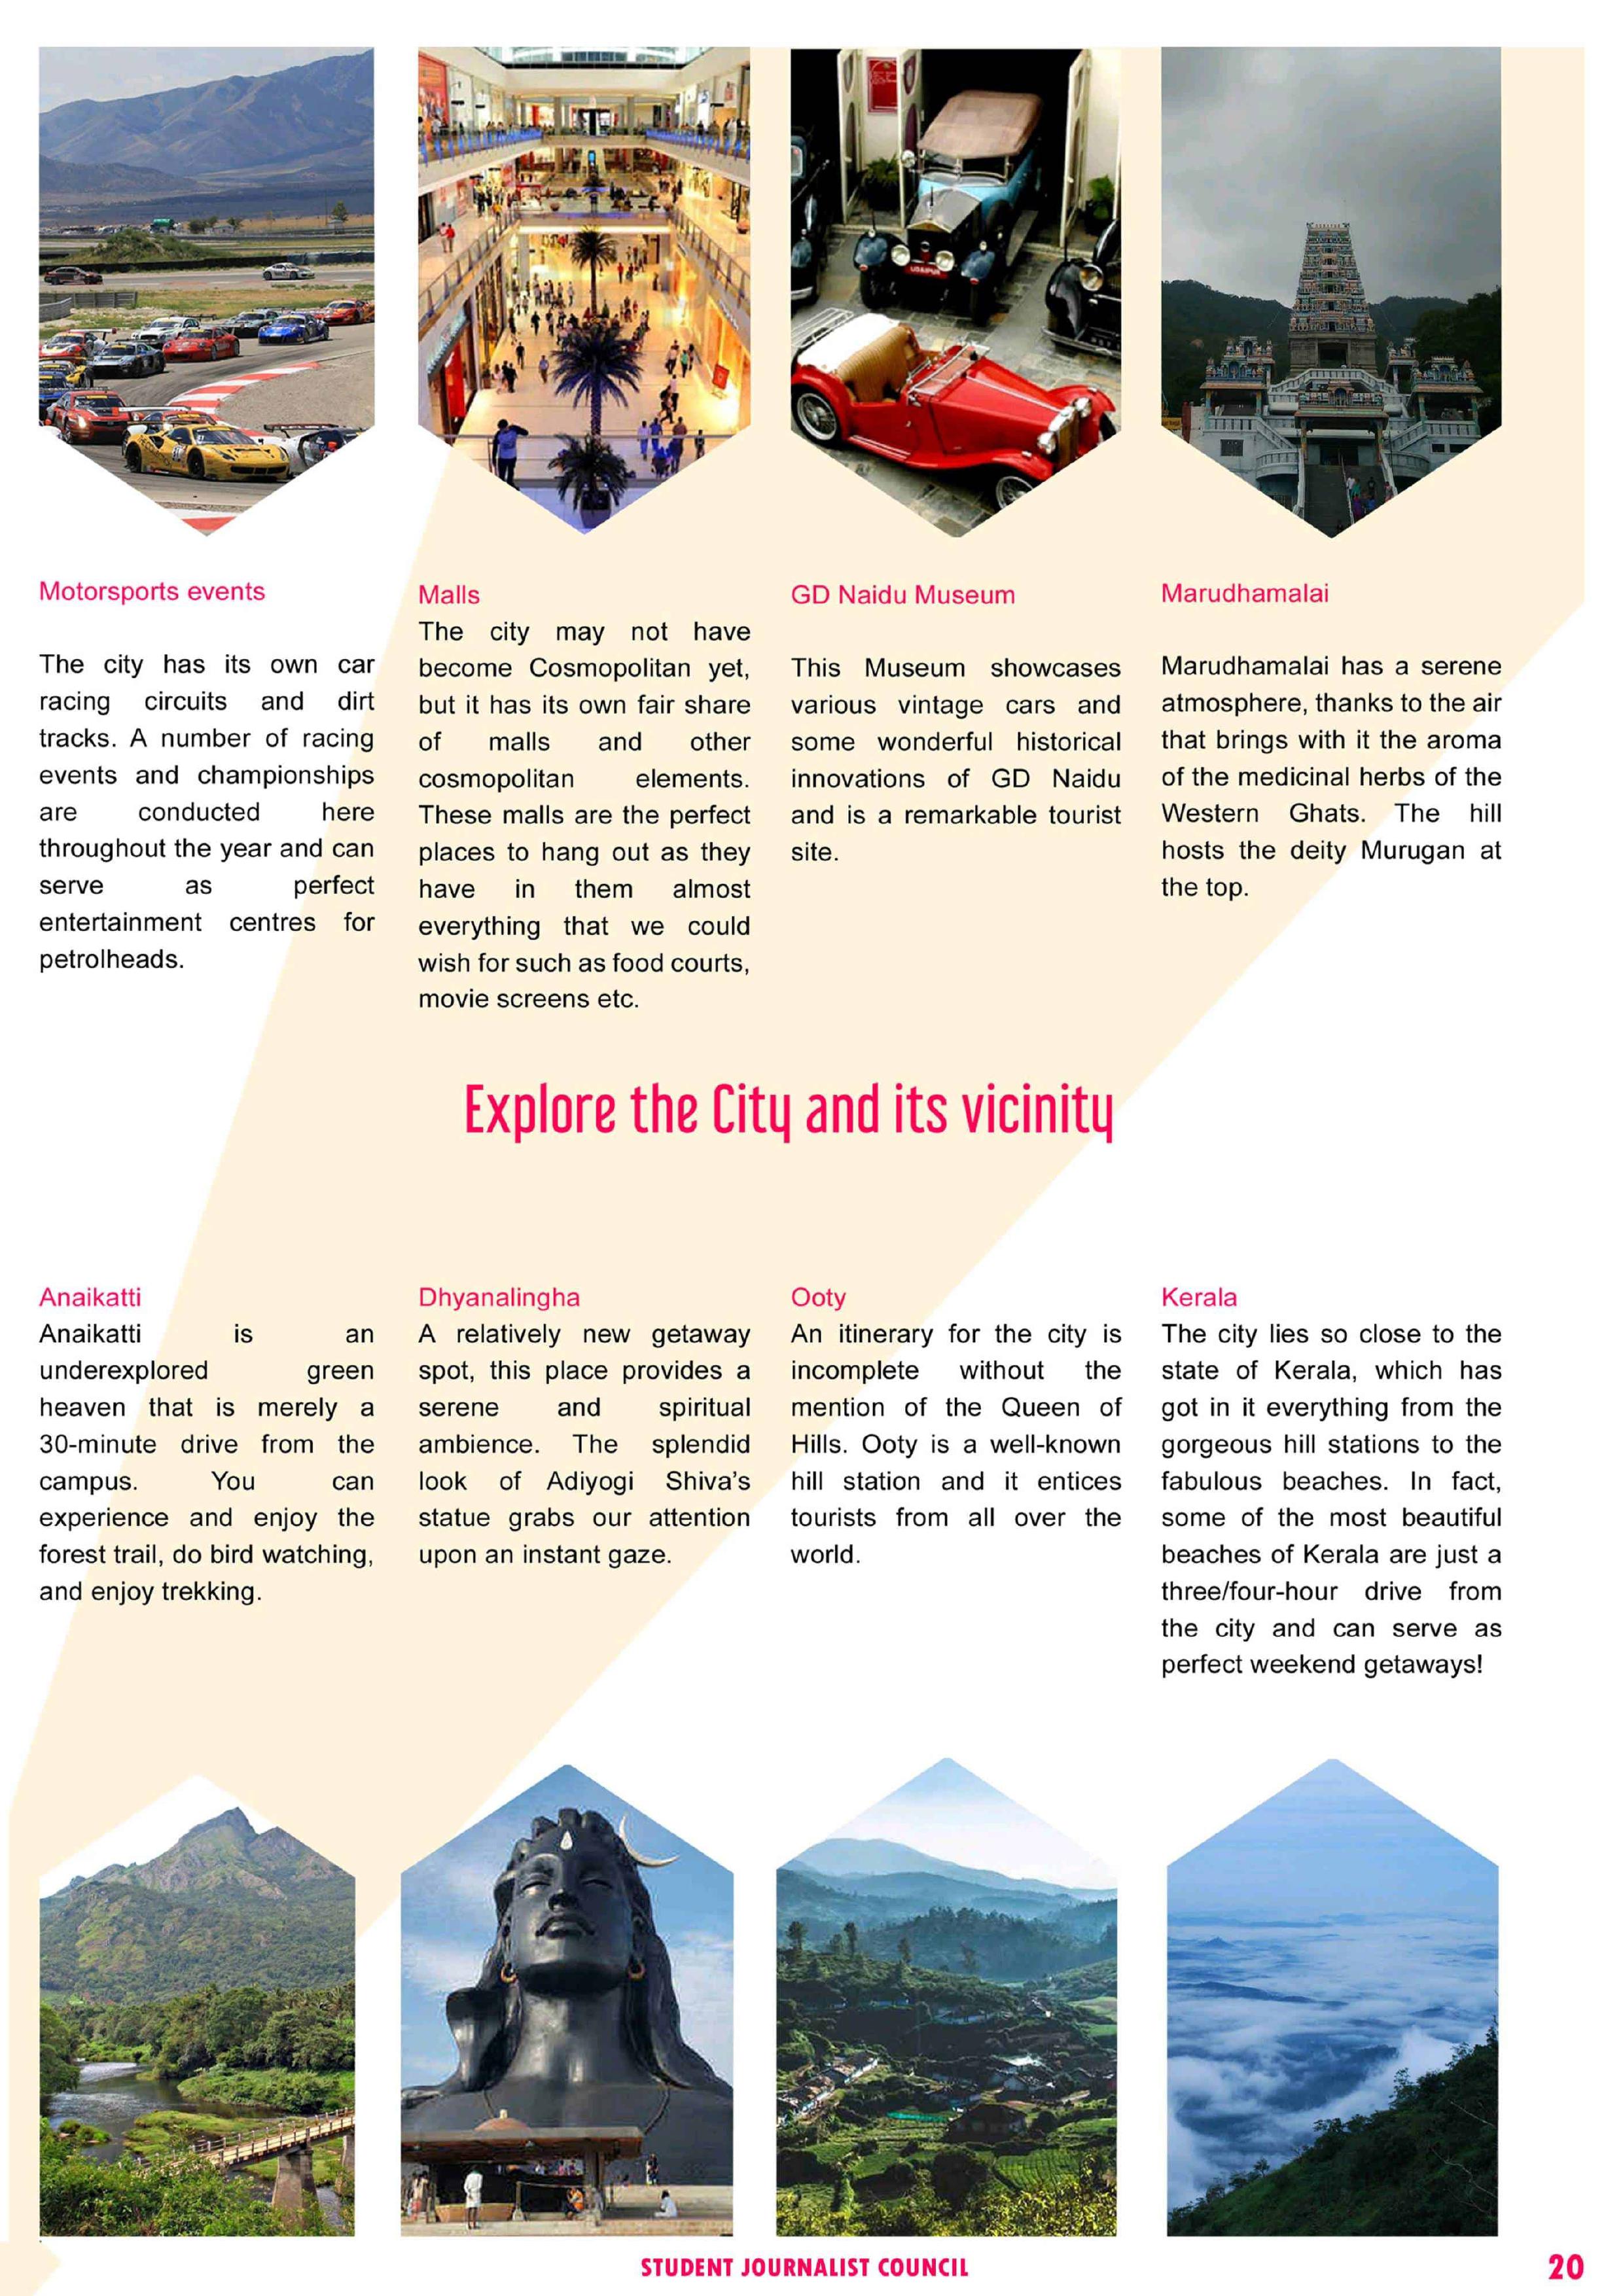 Motorsports events
The city has its own car
racing circuits and dirt
tracks. A number of racing
events and championships
are conducted here
throughout the year and can
serve as perfect
entertainment centres for
petrolheads.
Malls
The city may not have
become Cosmopolitan yet,
but it has its own fair share
of malls and other
cosmopolitan elements.
These malls are the perfect
places to hang out as they
have in them almost
everything that we could
wish for such as food courts,
movie screens etc.
GD Naidu Museum
This Museum showcases
various vintage cars and
some wonderful historical
innovations of GD Naidu
and is a remarkable tourist
site.
Marudhamalai
Marudhamalai has a serene
atmosphere, thanks to the air
that brings with it the aroma
of the medicinal herbs of the
Western Ghats. The hill
hosts the deity Murugan at
the top.
Explore the City and its vicinity
Anaikatti
Anaikatti is an
underexplored green
heaven that is merely a
30-minute drive from the
campus. You can
experience and enjoy the
forest trail, do bird watching,
and enjoy trekking.
Dhyanalingha
A relatively new getaway
spot, this place provides a
serene and spiritual
ambience. The splendid
look of Adiyogi Shiva's
statue grabs our attention
upon an instant gaze.
Ooty
An itinerary for the city is
incomplete without the
mention of the Queen of
Hills. Ooty is a well-known
hill station and it entices
tourists from all over the
world.
Kerala
The city lies so close to the
state of Kerala, which has
got in it everything from the
gorgeous hill stations to the
fabulous beaches. In fact,
some of the most beautiful
beaches of Kerala are just a
three/four-hour drive from
the city and can serve as
perfect weekend getaways!
STUDENT JOURNALIST COUNCIL
20